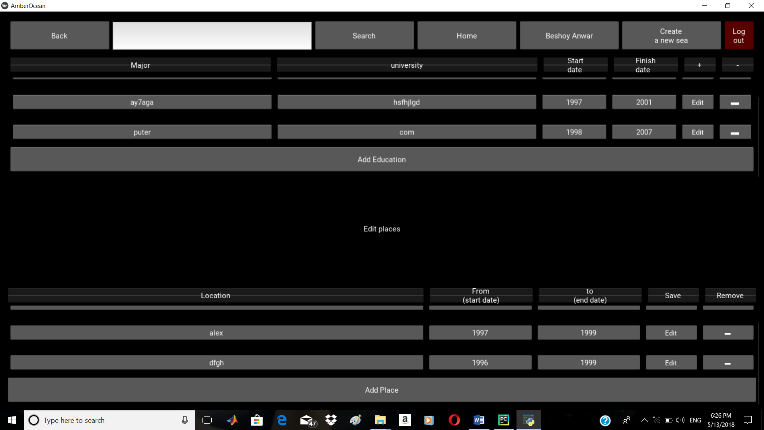 AmberOcean
Back
Search
Home
Beshoy Anwar
Create
a new sea
Log
out
Major
university
Start
date
Finish
date
+
-
ay7aga
hsfhjlgd
1997
2001
Edit
-
puter
com
1998
2007
Edit
-
Add Education
Edit places
Location
From
(start date)
to
(end date)
Save
Remove
alex
1997
1999
Edit
-
dfgh
1996
1999
Edit
-
Add Place
Type here to search
ENG
6:26 PM
5/13/2018